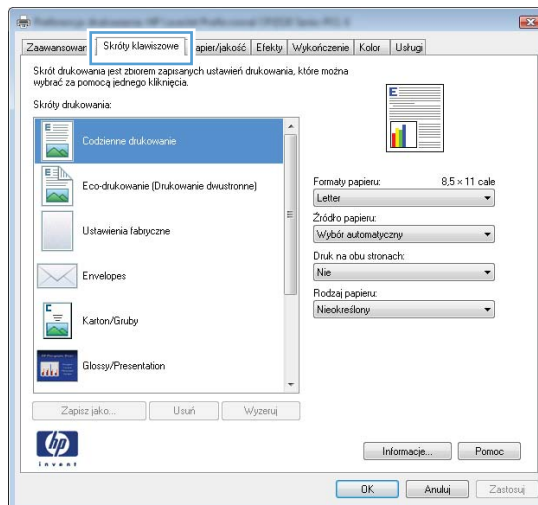 Zaawansowan Skróty klawiszowe apier/jakość Efekty Wykończenie Kolor Usługi
Skrót drukowania jest zbiorem zapisanych ustawień drukowania, które można
wybrać za pomocą jednego kliknięcia.
Skróty drukowania:
Codzienne drukowanie
Eco-drukowanie (Drukowanie dwustronne)
Ustawienia fabryczne
Envelopes
Karton/Gruby
Glossy/Presentation
Zapisz jako... Usuń Wyzeruj
E
Formaty papieru: 8,5 × 11 cale
Letter
Źródło papieru:
Wybór automatyczny
Druk na obu stronach:
Nie
Rodzaj papieru:
Nieokreślony
hp
invent
Informacje... Pomoc
OK Anuluj Zastosuj